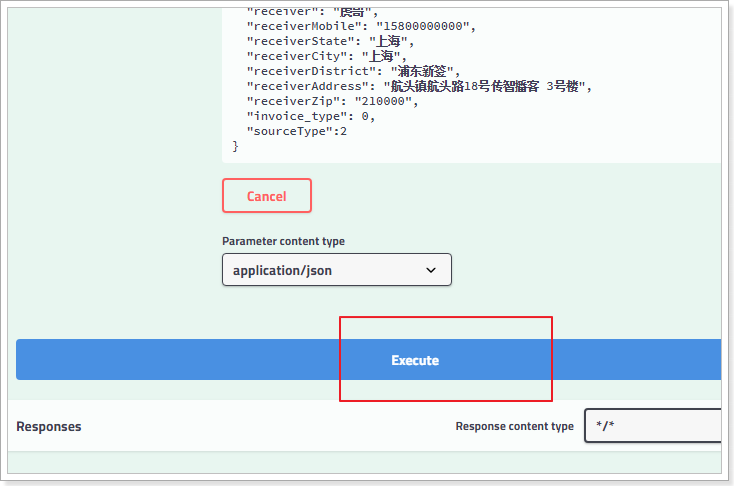 "receiver": "虎哥",
"receiverMobile": "15800000000",
"receiverState": "上海",
"receiverCity": "上海",
"receiverDistrict": "浦东新签",
"receiverAddress": "航头镇航头路18号传智播客 3号楼",
"receiverZip": "210000",
"invoice_type": 0,
"sourceType":2
}
Cancel
Parameter content type
application/json
Execute
Responses
Response content type
*/*